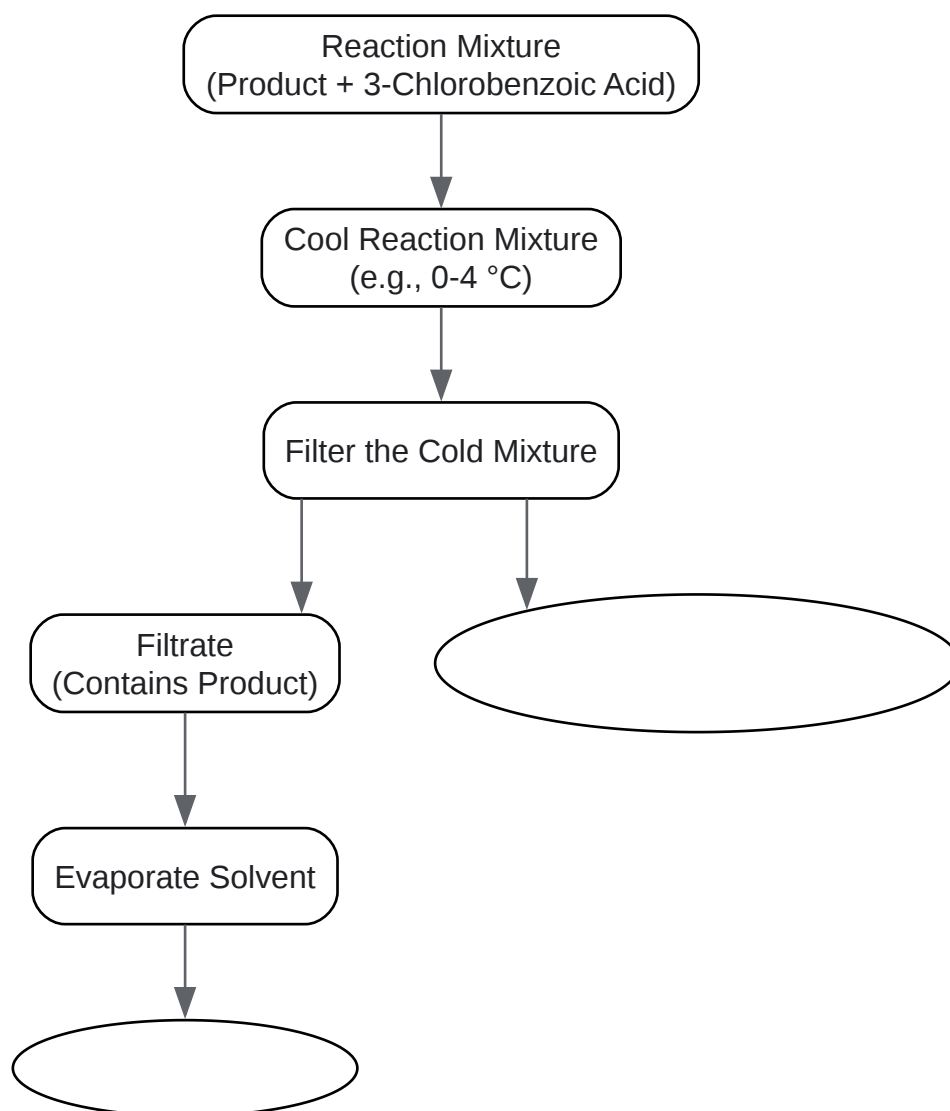 Reaction Mixture
(Product + 3-Chlorobenzoic Acid)
Cool Reaction Mixture
(e.g., 0-4 °C)
Filter the Cold Mixture
Filtrate
(Contains Product)
Evaporate Solvent